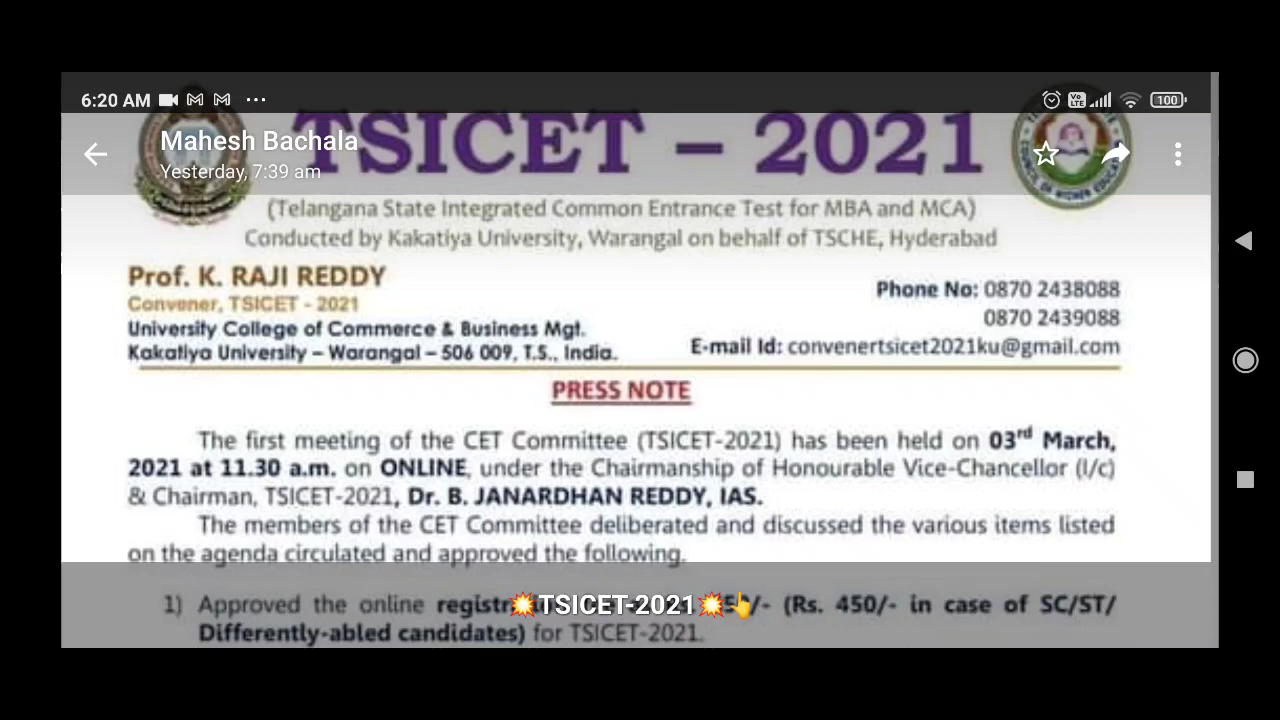 6:20 AM
100
TSICET – 2021
Mahesh Bachala
Yesterday, 7:39 am
(Telangana State Integrated Common Entrance Test for MBA and MCA)
Conducted by Kakatiya University, Warangal on behalf of TSCHE, Hyderabad
Prof. K. RAJI REDDY
Convener, TSICET - 2021
University College of Commerce & Business Mgt.
Kakatiya University – Warangal – 506 009, T.S., India.
Phone No: 0870 2438088
0870 2439088
E-mail Id: convenertsicet2021ku@gmail.com
PRESS NOTE
The first meeting of the CET Committee (TSICET-2021) has been held on 03rd March,
2021 at 11.30 a.m. on ONLINE, under the Chairmanship of Honourable Vice-Chancellor (I/c)
& Chairman, TSICET-2021, Dr. B. JANARDHAN REDDY, IAS.
The members of the CET Committee deliberated and discussed the various items listed
on the agenda circulated and approved the following.
1) Approved the online (Rs. 450/- in case of SC/ST/
💥TSICET-2021💥👆
Differently-abled candidates) for TSICET-2021.